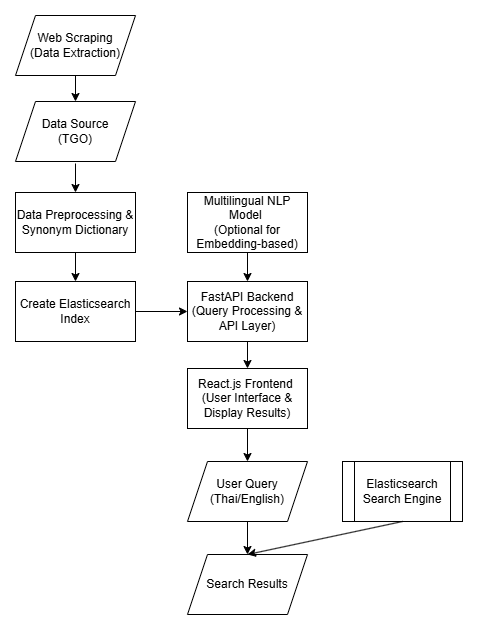 Web Scraping
(Data Extraction)
Data Source
(TGO)
Data Preprocessing &
Synonym Dictionary
Multilingual NLP
Model
(Optional for
Embedding-based)
Create Elasticsearch
Index
FastAPI Backend
(Query Processing &
API Layer)
React.js Frontend
(User Interface &
Display Results)
User Query
(Thai/English)
Elasticsearch
Search Engine
Search Results